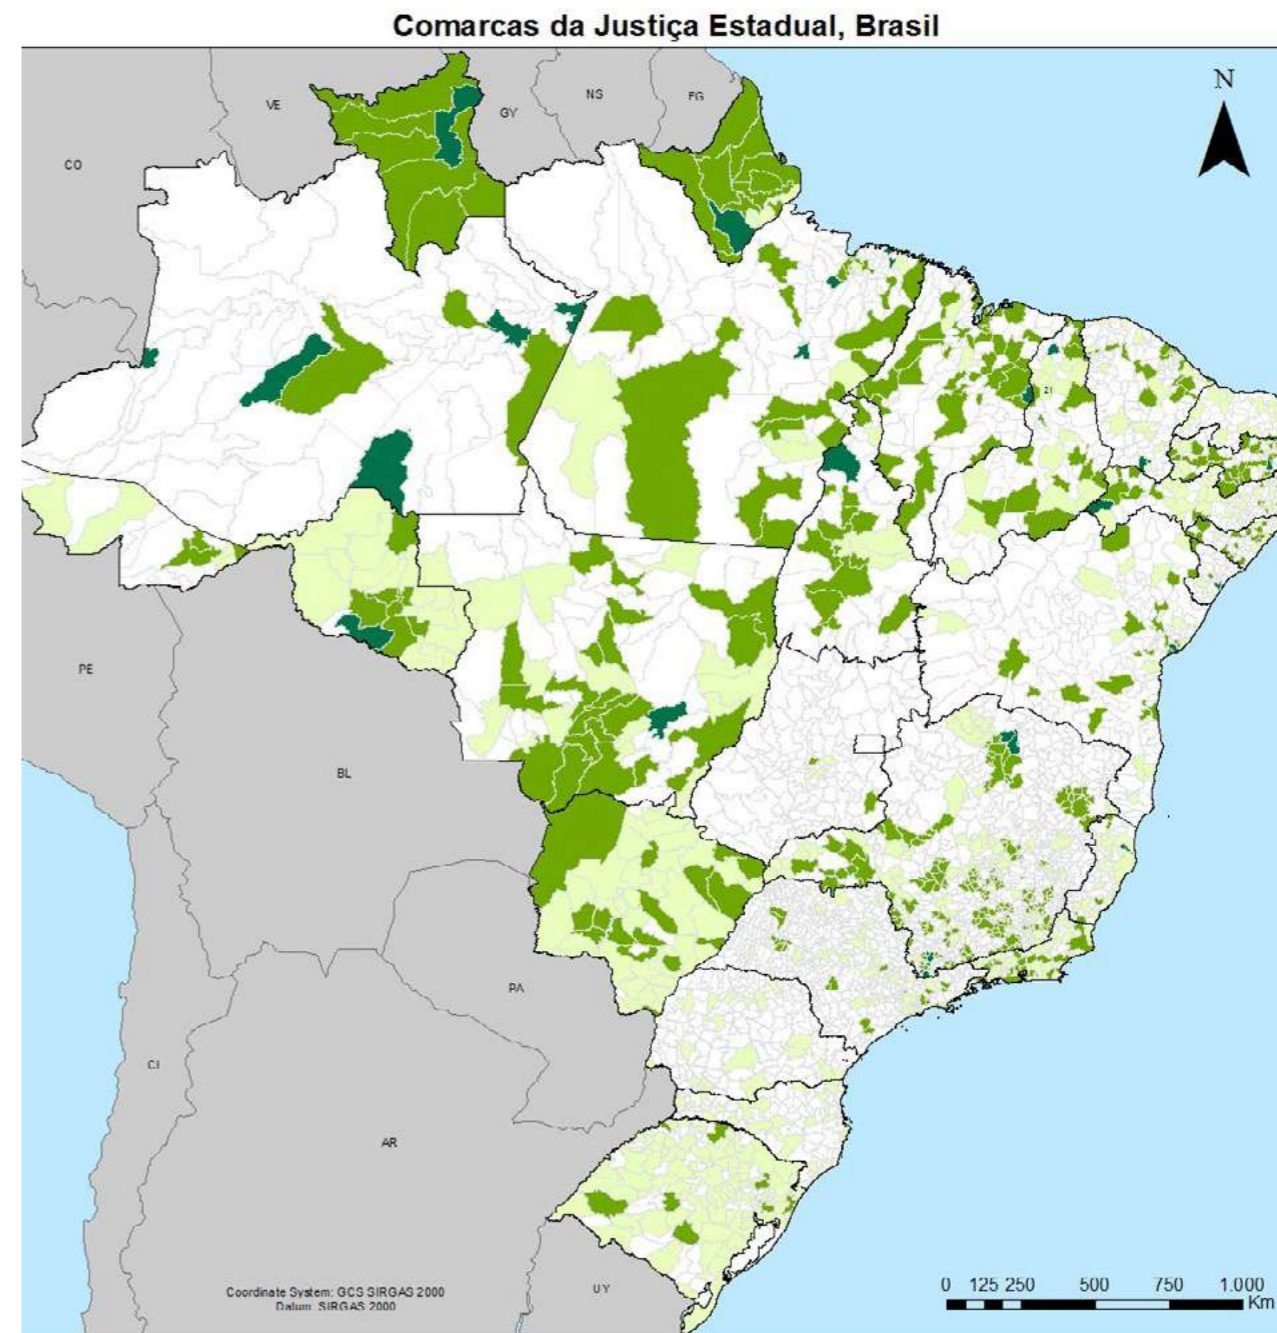 Comarcas da Justiça Estadual, Brasil
N
VE
GY
NS
FG
CO
21
PE
BL
PA
CI
AR
UY
Coordinate System: GCS SIRGAS 2000
Datum: SIRGAS 2000
0 125 250 500 750 1.000
Km